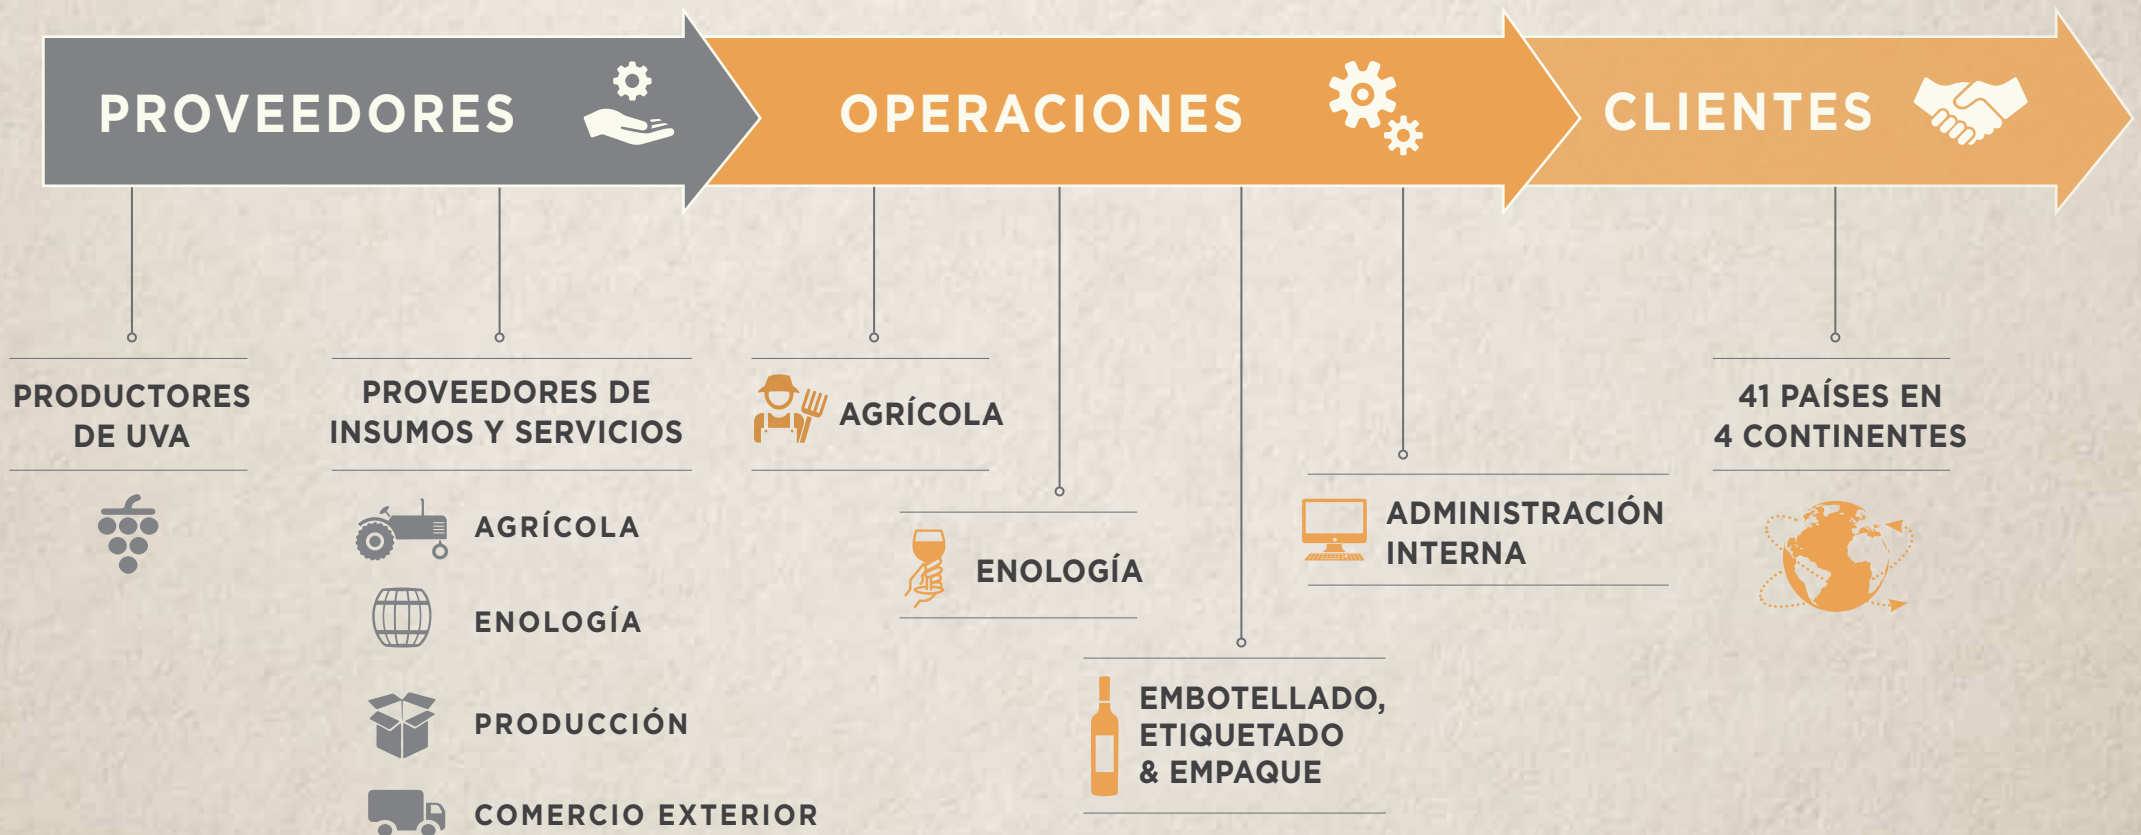 PROVEEDORES
OPERACIONES
CLIENTES
PRODUCTORES
DE UVA
PROVEEDORES DE
INSUMOS Y SERVICIOS
AGRÍCOLA
ENOLOGÍA
PRODUCCIÓN
COMERCIO EXTERIOR
AGRÍCOLA
ENOLOGÍA
EMBOTELLADO,
ETIQUETADO
& EMPAQUE
ADMINISTRACIÓN
INTERNA
41 PAÍSES EN
4 CONTINENTES